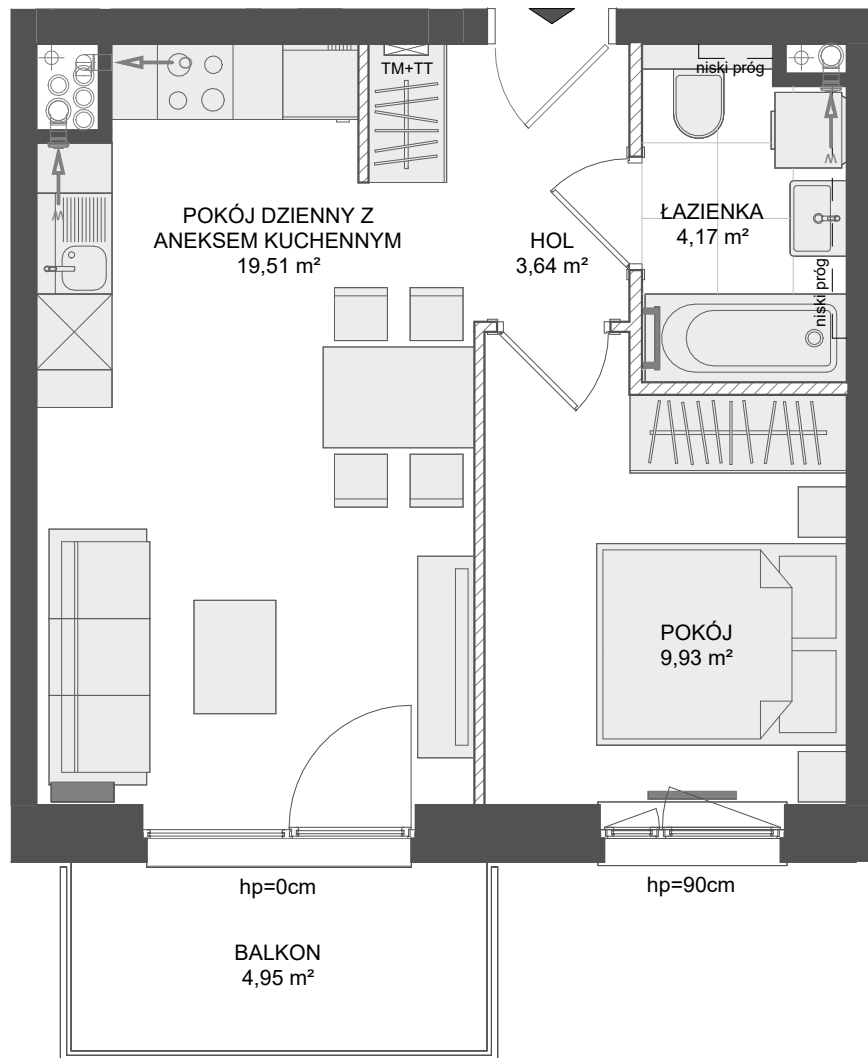 TM+TT
niski próg
POKÓJ DZIENNY Z
ANEKSEM KUCHENNYM
19,51 m²
HOL
3,64 m²
ŁAZIENKA
4,17 m²
niski próg
POKÓJ
9,93 m²
hp=0cm
hp=90cm
BALKON
4,95 m²